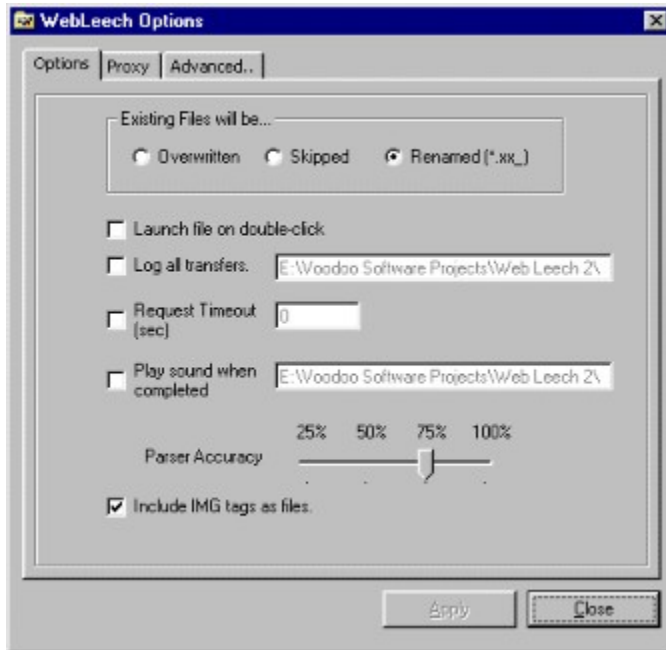 WebLeech Options
Options Proxy Advanced..
Existing Files will be...
Overwritten Skipped Renamed (*.xx_)
Launch file on double-click
Log all transfers. E:\Voodoo Software Projects\Web Leech 2\
Request Timeout 0
(sec)
Play sound when E:\Voodoo Software Projects\Web Leech 2\
completed
25% 50% 75% 100%
Parser Accuracy
Include IMG tags as files.
Apply Close